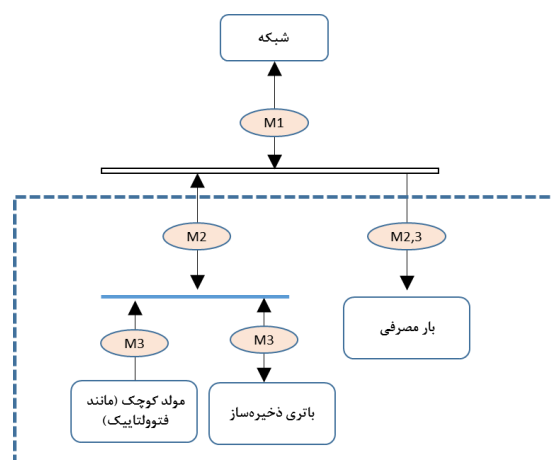 شبکه
M1
M2
M2,3
بار مصرفی
M3
M3
مولد کوچک (مانند
فتوولتاییک)
باتری ذخیره‌ساز